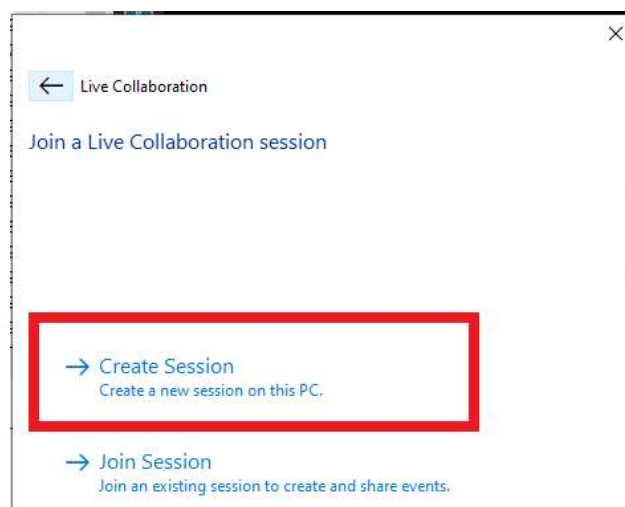 Live Collaboration
Join a Live Collaboration session
Create Session
Create a new session on this PC.
Join Session
Join an existing session to create and share events.